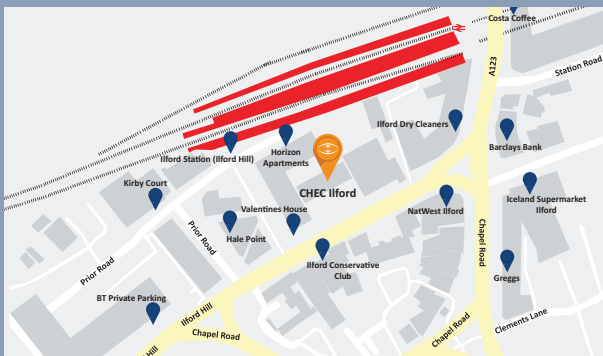 Costa Coffee
A123
Station Road
Ilford Dry Cleaners
Barclays Bank
Ilford Station (Ilford Hill)
Horizon
Apartments
CHEC Ilford
Kirby Court
Iceland Supermarket
Ilford
Valentines House
NatWest Ilford
Hale Point
Prior Road
Chapel Road
Ilford Conservative
Club
Prior Road
Greggs
BT Private Parking
Ilford Hill
Chapel Road
Chapel Road
Clements Lane
Hill